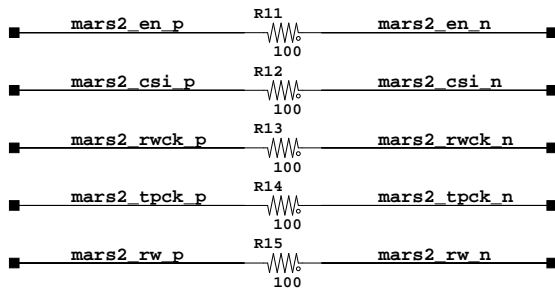 R11
mars2_en_p mars2_en_n
100
R12
mars2_csi_p mars2_csi_n
100
R13
mars2_rwck_p mars2_rwck_n
100
R14
mars2_tpck_p mars2_tpck_n
100
R15
mars2_rw_p mars2_rw_n
100